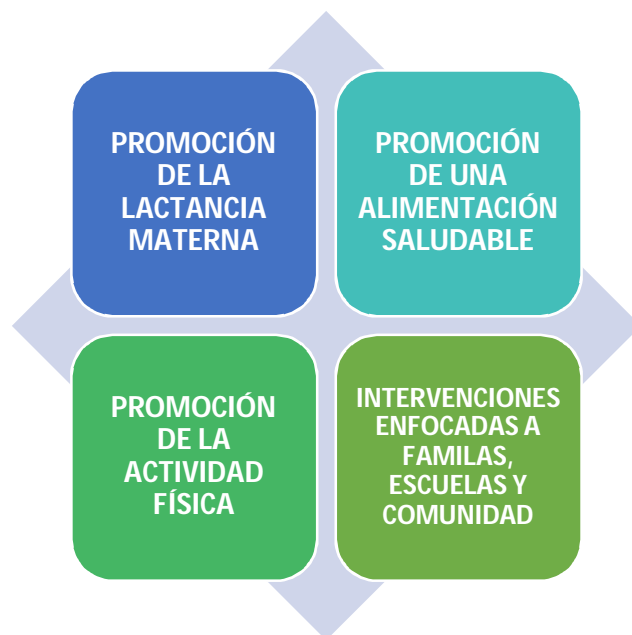 PROMOCIÓN
DE LA
LACTANCIA
MATERNA
PROMOCIÓN
DE UNA
ALIMENTACIÓN
SALUDABLE
PROMOCIÓN
DE LA
ACTIVIDAD
FÍSICA
INTERVENCIONES
ENFOCADAS A
FAMILAS,
ESCUELAS Y
COMUNIDAD